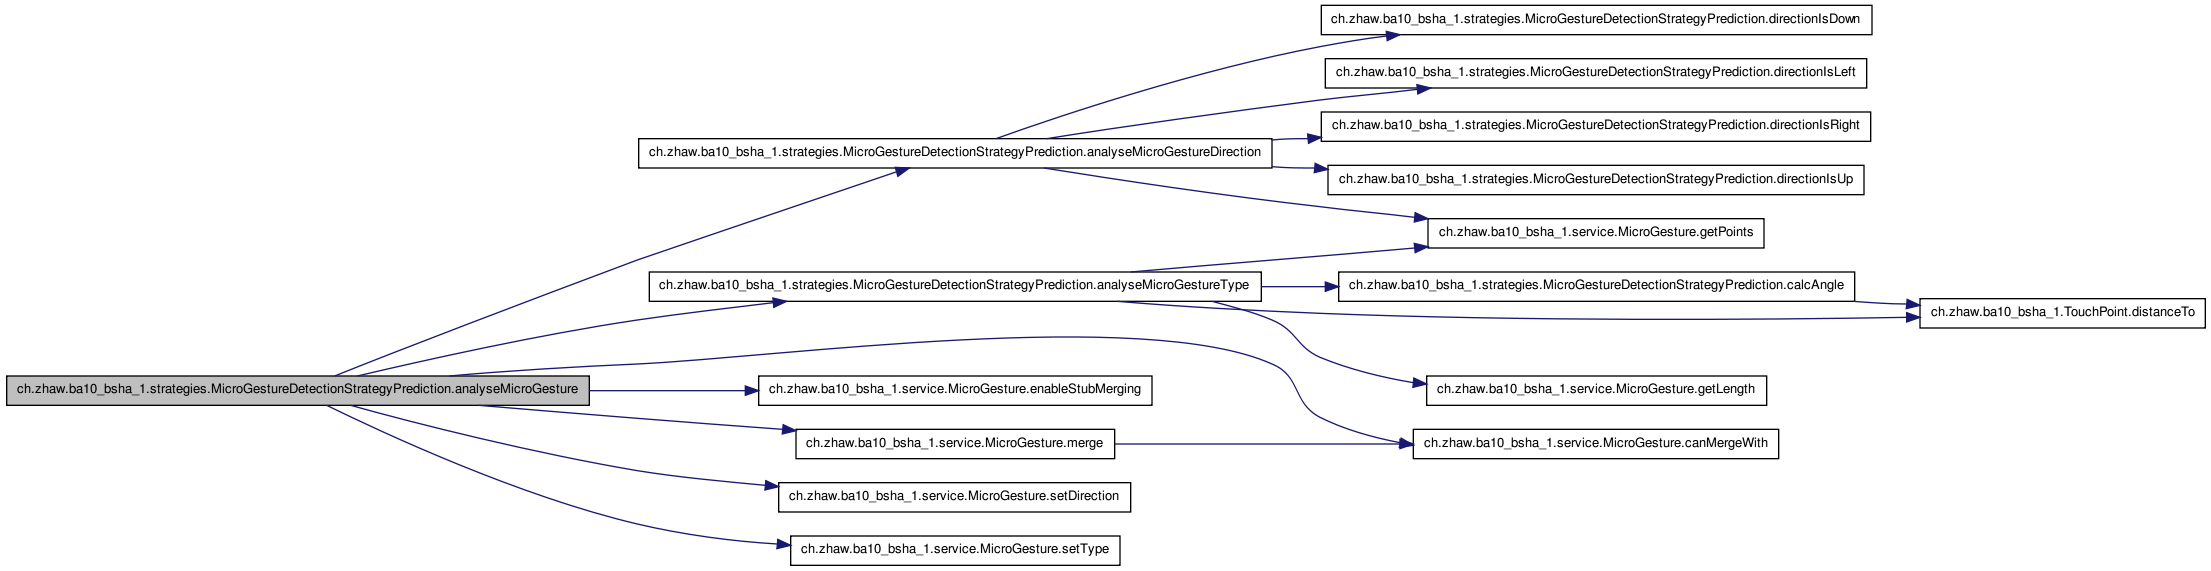 ch.zhaw.ba10_bsha_1.strategies.MicroGestureDetectionStrategyPrediction.directionIsDown
ch.zhaw.ba10_bsha_1.strategies.MicroGestureDetectionStrategyPrediction.directionIsLeft
ch.zhaw.ba10_bsha_1.strategies.MicroGestureDetectionStrategyPrediction.directionIsRight
ch.zhaw.ba10_bsha_1.strategies.MicroGestureDetectionStrategyPrediction.analyseMicroGestureDirection
ch.zhaw.ba10_bsha_1.strategies.MicroGestureDetectionStrategyPrediction.directionIsUp
ch.zhaw.ba10_bsha_1.service.MicroGesture.getPoints
ch.zhaw.ba10_bsha_1.strategies.MicroGestureDetectionStrategyPrediction.analyseMicroGestureType
ch.zhaw.ba10_bsha_1.strategies.MicroGestureDetectionStrategyPrediction.calcAngle
ch.zhaw.ba10_bsha_1.TouchPoint.distanceTo
ch.zhaw.ba10_bsha_1.strategies.MicroGestureDetectionStrategyPrediction.analyseMicroGesture
ch.zhaw.ba10_bsha_1.service.MicroGesture.enableStubMerging
ch.zhaw.ba10_bsha_1.service.MicroGesture.getLength
ch.zhaw.ba10_bsha_1.service.MicroGesture.merge
ch.zhaw.ba10_bsha_1.service.MicroGesture.canMergeWith
ch.zhaw.ba10_bsha_1.service.MicroGesture.setDirection
ch.zhaw.ba10_bsha_1.service.MicroGesture.setType